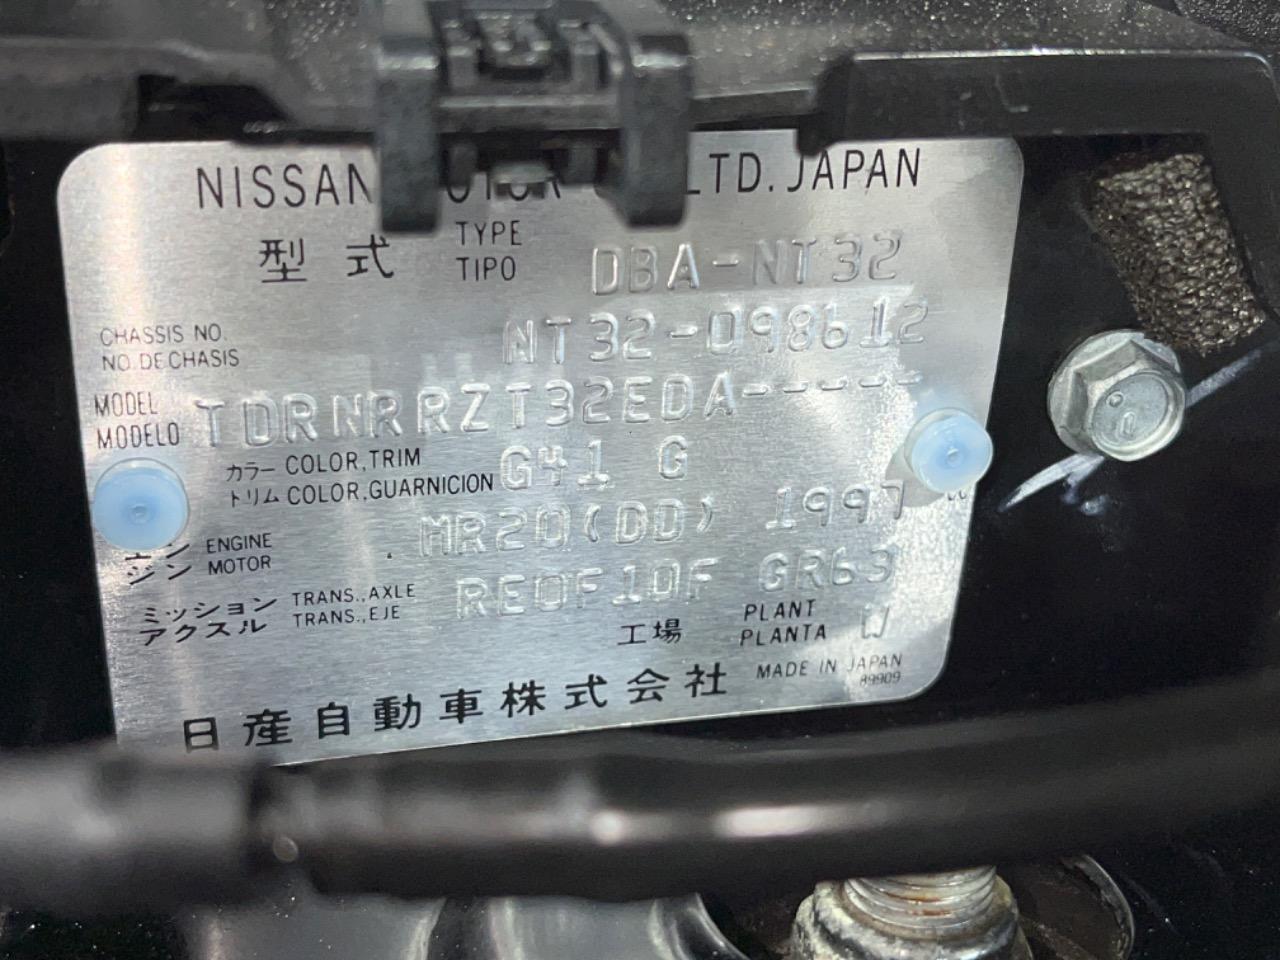 NISSAN MOTOR CO., LTD. JAPAN
型式 TYPE TIPO DBA-NT32
CHASSIS NO. NO. DE CHASIS NT32-098612
MODEL MODELO TDRNRRZT32EDA-----
カラー COLOR, TRIM トリム COLOR, GUARNICION G41 G
エンジン ENGINE MOTOR MR20(DD) 1997
ミッション TRANS., AXLE アクスル TRANS., EJE RE0F10F GR63
工場 PLANT PLANTA W
日産自動車株式会社 MADE IN JAPAN
89909